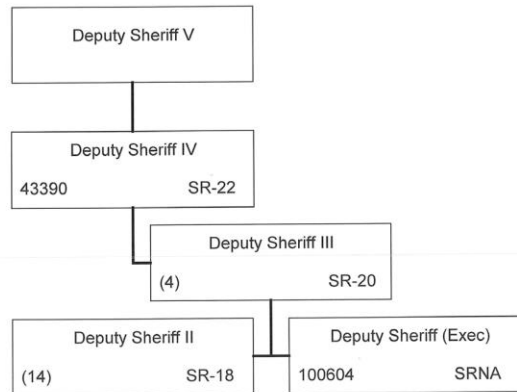 Deputy Sheriff V
Deputy Sheriff IV
43390 SR-22
Deputy Sheriff III
(4) SR-20
Deputy Sheriff II
(14) SR-18
Deputy Sheriff (Exec)
100604 SRNA